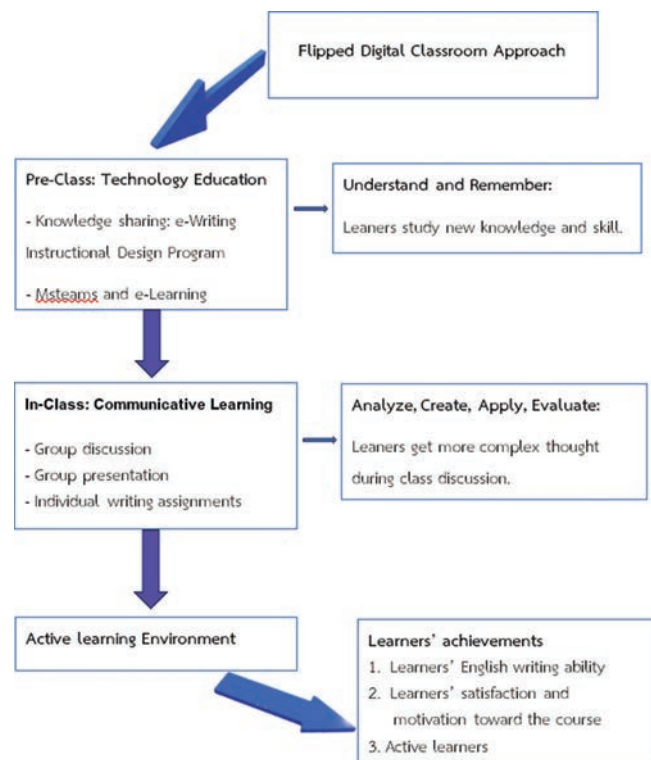 Flipped Digital Classroom Approach
Pre-Class: Technology Education
- Knowledge sharing: e-Writing
Instructional Design Program
- Msteams and e-Learning
Understand and Remember:
Leaners study new knowledge and skill.
In-Class: Communicative Learning
- Group discussion
- Group presentation
- Individual writing assignments
Analyze, Create, Apply, Evaluate:
Leaners get more complex thought
during class discussion.
Active learning Environment
Learners' achievements
1. Learners' English writing ability
2. Learners' satisfaction and
motivation toward the course
3. Active learners